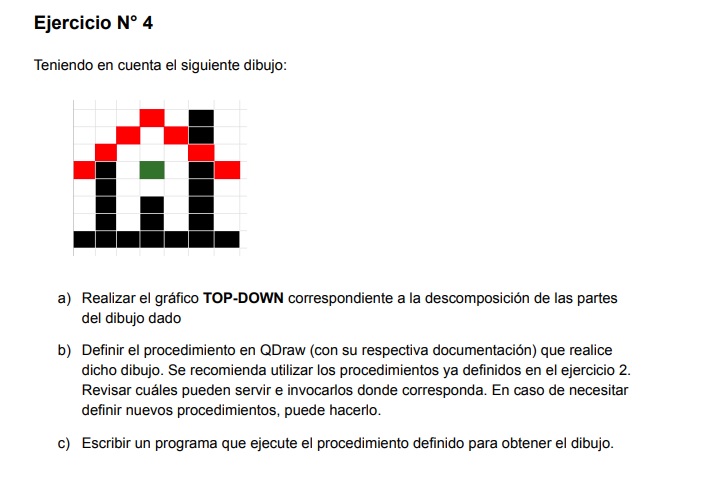 Ejercicio N° 4
Teniendo en cuenta el siguiente dibujo:
a) Realizar el gráfico TOP-DOWN correspondiente a la descomposición de las partes
del dibujo dado
b) Definir el procedimiento en QDraw (con su respectiva documentación) que realice
dicho dibujo. Se recomienda utilizar los procedimientos ya definidos en el ejercicio 2.
Revisar cuáles pueden servir e invocarlos donde corresponda. En caso de necesitar
definir nuevos procedimientos, puede hacerlo.
c) Escribir un programa que ejecute el procedimiento definido para obtener el dibujo.